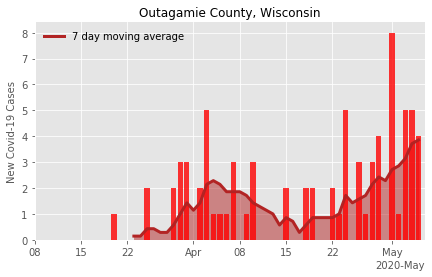 Outagamie County, Wisconsin
7 day moving average
New Covid-19 Cases
8
7
6
5
4
3
2
1
0
08 15 22 Apr 08 15 22 May
2020-May